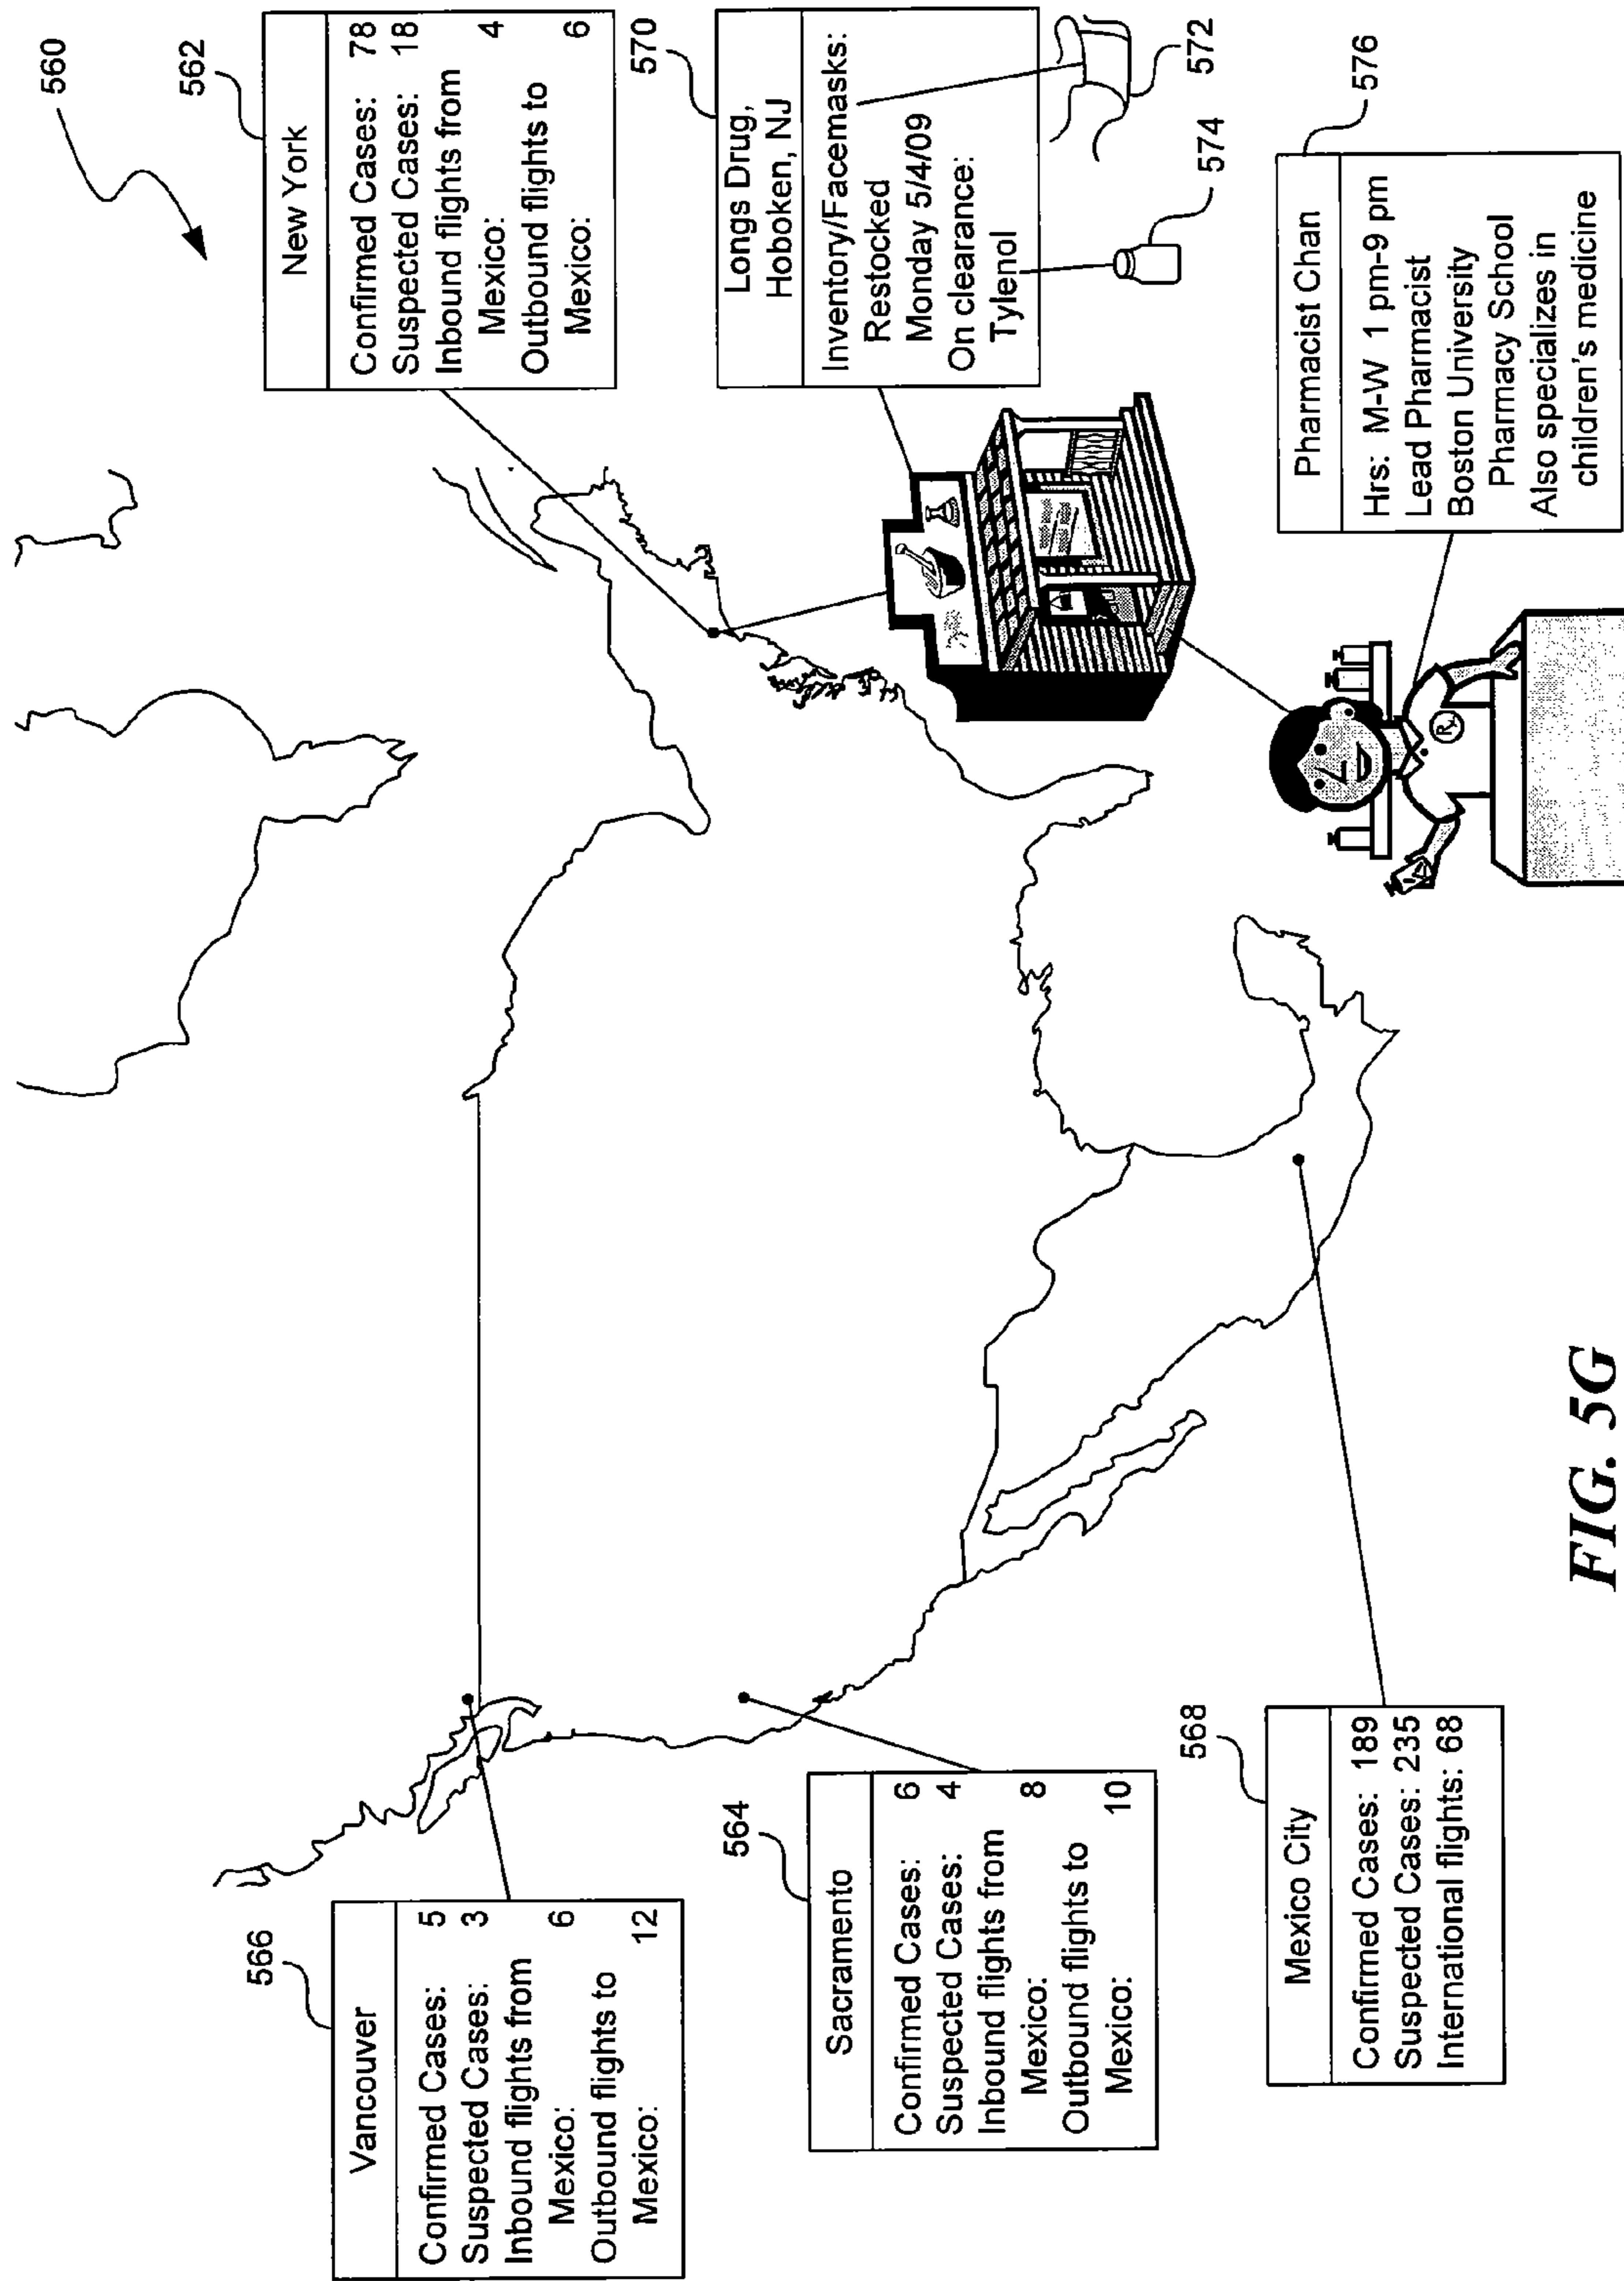 560
562
New York
Confirmed Cases: 78
Suspected Cases: 18
Inbound flights from
Mexico: 4
Outbound flights to
Mexico: 6
566
Vancouver
Confirmed Cases: 5
Suspected Cases: 3
Inbound flights from
Mexico: 6
Outbound flights to
Mexico: 12
570
Longs Drug,
Hoboken, NJ
Inventory/Facemasks:
Restocked
Monday 5/4/09
On clearance:
Tylenol
572
574
564
Sacramento
Confirmed Cases: 6
Suspected Cases: 4
Inbound flights from
Mexico: 8
Outbound flights to
Mexico: 10
568
Mexico City
Confirmed Cases: 189
Suspected Cases: 235
International flights: 68
576
Pharmacist Chan
Hrs: M-W 1 pm-9 pm
Lead Pharmacist
Boston University
Pharmacy School
Also specializes in
children's medicine
Rx
FIG. 5G